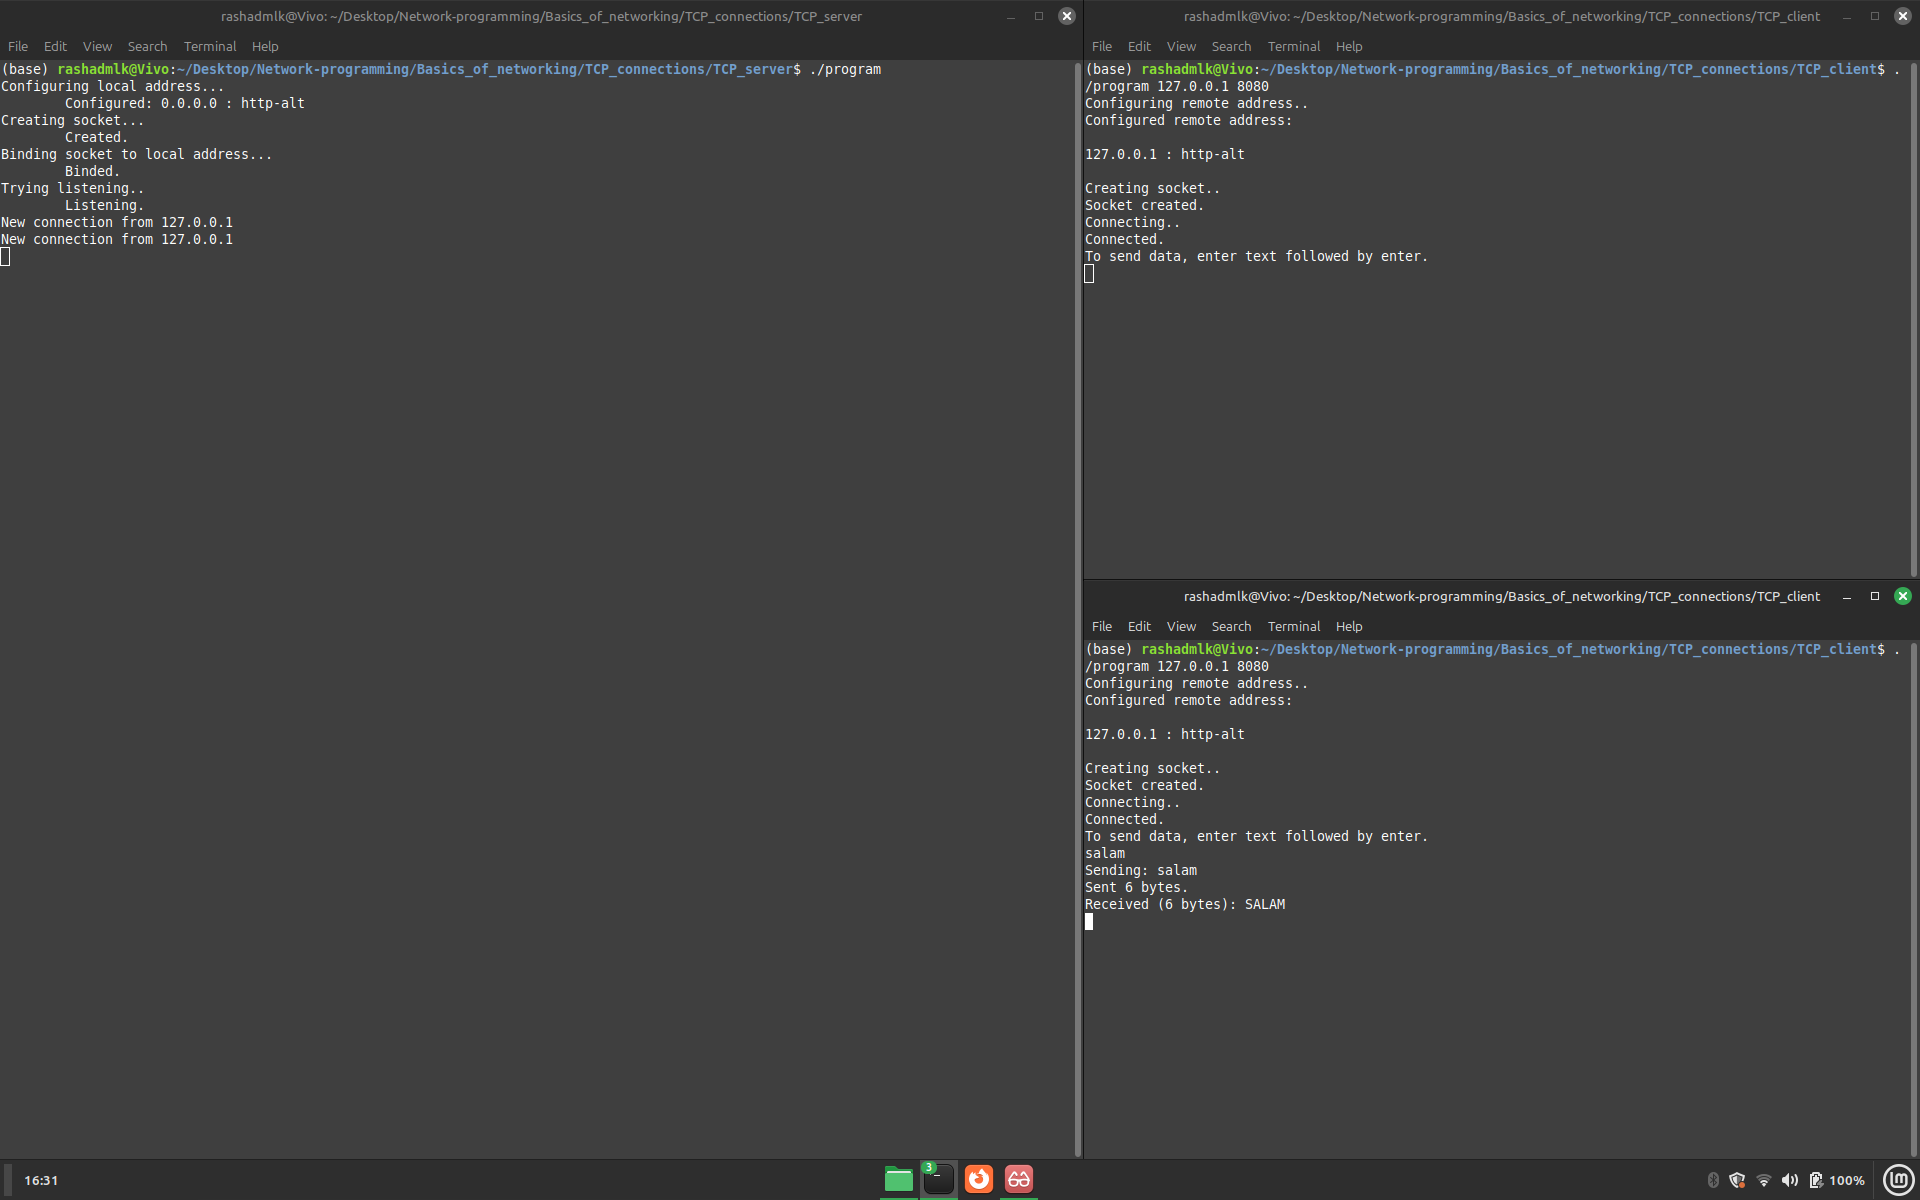 rashadmlk@Vivo: ~/Desktop/Network-programming/Basics_of_networking/TCP_connections/TCP_server
File Edit View Search Terminal Help
(base) rashadmlk@Vivo:~/Desktop/Network-programming/Basics_of_networking/TCP_connections/TCP_server$ ./program
Configuring local address...
        Configured: 0.0.0.0 : http-alt
Creating socket...
        Created.
Binding socket to local address...
        Binded.
Trying listening..
        Listening.
New connection from 127.0.0.1
New connection from 127.0.0.1
rashadmlk@Vivo: ~/Desktop/Network-programming/Basics_of_networking/TCP_connections/TCP_client
File Edit View Search Terminal Help
(base) rashadmlk@Vivo:~/Desktop/Network-programming/Basics_of_networking/TCP_connections/TCP_client$ .
/program 127.0.0.1 8080
Configuring remote address..
Configured remote address:
127.0.0.1 : http-alt
Creating socket..
Socket created.
Connecting..
Connected.
To send data, enter text followed by enter.
rashadmlk@Vivo: ~/Desktop/Network-programming/Basics_of_networking/TCP_connections/TCP_client
File Edit View Search Terminal Help
(base) rashadmlk@Vivo:~/Desktop/Network-programming/Basics_of_networking/TCP_connections/TCP_client$ .
/program 127.0.0.1 8080
Configuring remote address..
Configured remote address:
127.0.0.1 : http-alt
Creating socket..
Socket created.
Connecting..
Connected.
To send data, enter text followed by enter.
salam
Sending: salam
Sent 6 bytes.
Received (6 bytes): SALAM
16:31
3
100%